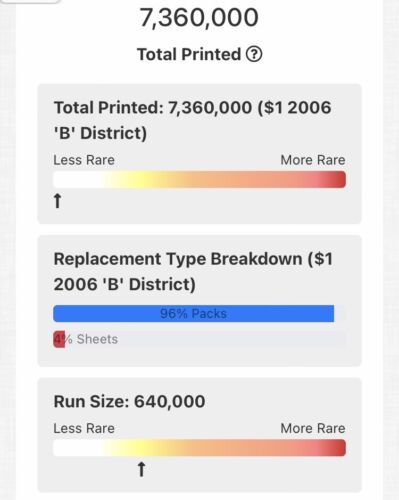 7,360,000
Total Printed ?
Total Printed: 7,360,000 ($1 2006
'B' District)
Less Rare More Rare
Replacement Type Breakdown ($1
2006 'B' District)
96% Packs
4% Sheets
Run Size: 640,000
Less Rare More Rare